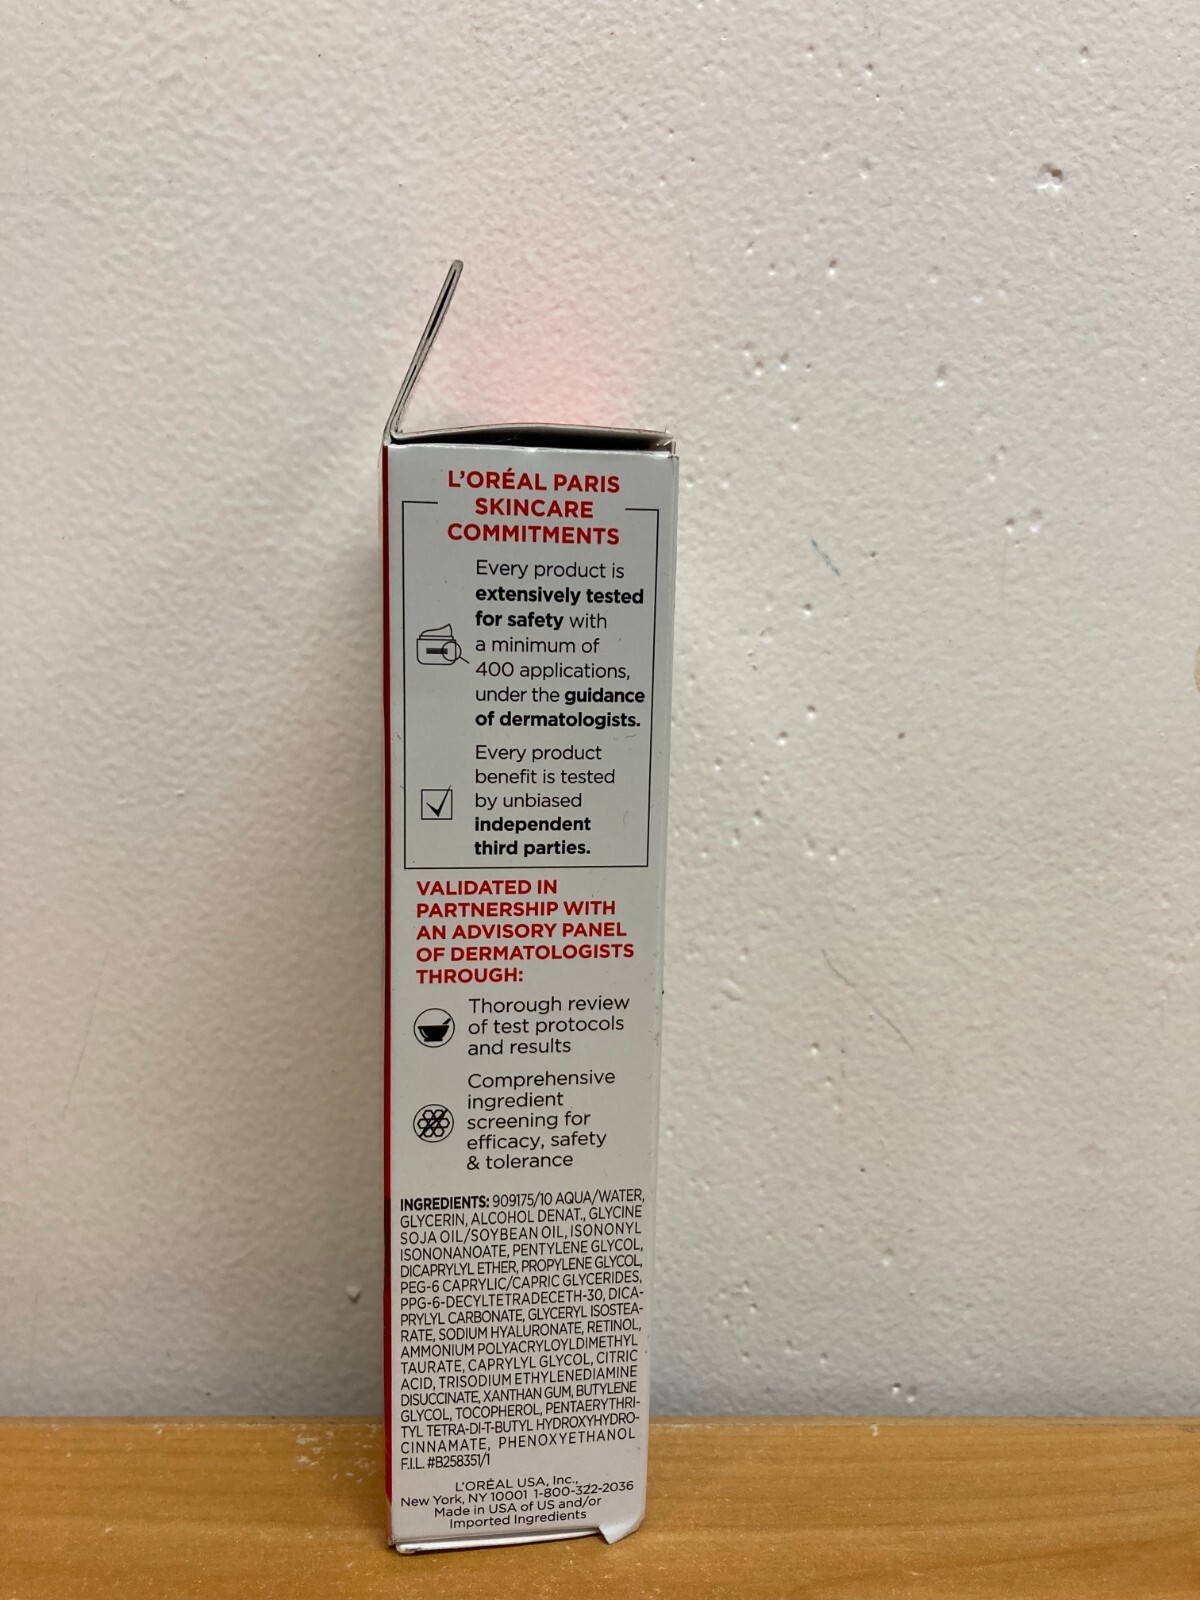 L'ORÉAL PARIS
SKINCARE
COMMITMENTS
Every product is
extensively tested
for safety with
a minimum of
400 applications,
under the guidance
of dermatologists.
Every product
benefit is tested
by unbiased
independent
third parties.
VALIDATED IN
PARTNERSHIP WITH
AN ADVISORY PANEL
OF DERMATOLOGISTS
THROUGH:
Thorough review
of test protocols
and results
Comprehensive
ingredient
screening for
efficacy, safety
& tolerance
INGREDIENTS: 909175/10 AQUA/WATER,
GLYCERIN, ALCOHOL DENAT., GLYCINE
SOJA OIL/SOYBEAN OIL, ISONONYL
ISONONANOATE, PENTYLENE GLYCOL,
DICAPRYLYL ETHER, PROPYLENE GLYCOL,
PEG-6 CAPRYLIC/CAPRIC GLYCERIDES,
PPG-6-DECYLTETRADECETH-30, DICA-
PRYLYL CARBONATE, GLYCERYL ISOSTEA-
RATE, SODIUM HYALURONATE, RETINOL,
AMMONIUM POLYACRYLOYLDIMETHYL
TAURATE, CAPRYLYL GLYCOL, CITRIC
ACID, TRISODIUM ETHYLENEDIAMINE
DISUCCINATE, XANTHAN GUM, BUTYLENE
GLYCOL, TOCOPHEROL, PENTAERYTHRI-
TYL TETRA-DI-T-BUTYL HYDROXYHYDRO-
CINNAMATE, PHENOXYETHANOL
F.I.L. #B258351/1
L'ORÉAL USA, Inc.,
New York, NY 10001 1-800-322-2036
Made in USA of US and/or
Imported Ingredients